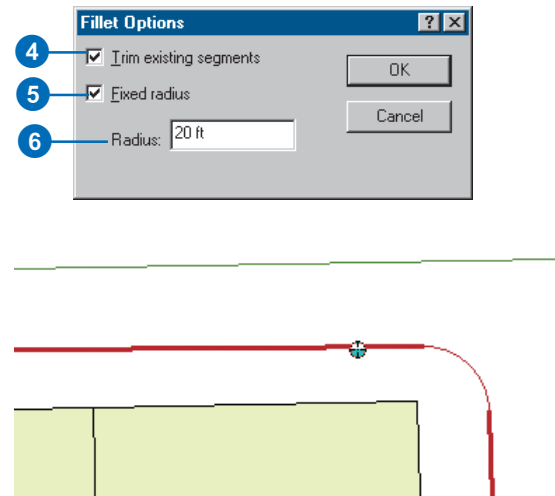 Fillet Options
4
Trim existing segments
OK
5
Fixed radius
Cancel
6
Radius: 20 ft